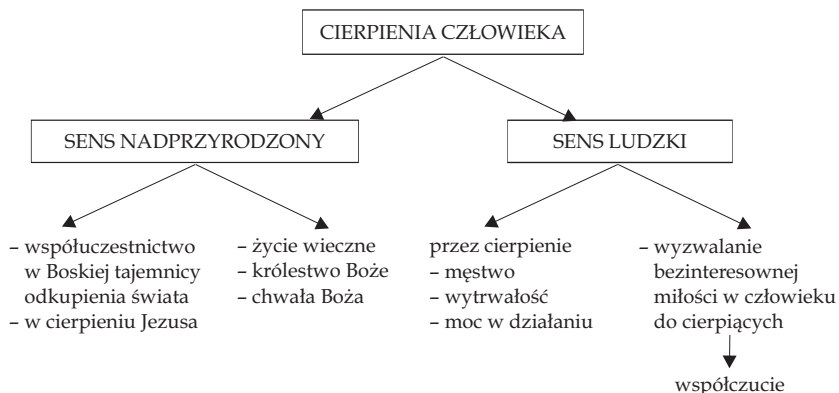 CIERPIENIA CZŁOWIEKA
SENS NADPRZYRODZONY
SENS LUDZKI
– współuczestnictwo
w Boskiej tajemnicy
odkupienia świata
– w cierpieniu Jezusa
– życie wieczne
– królestwo Boże
– chwała Boża
przez cierpienie
– męstwo
– wytrwałość
– moc w działaniu
– wyzwalanie
bezinteresownej
miłości w człowieku
do cierpiących
współczucie